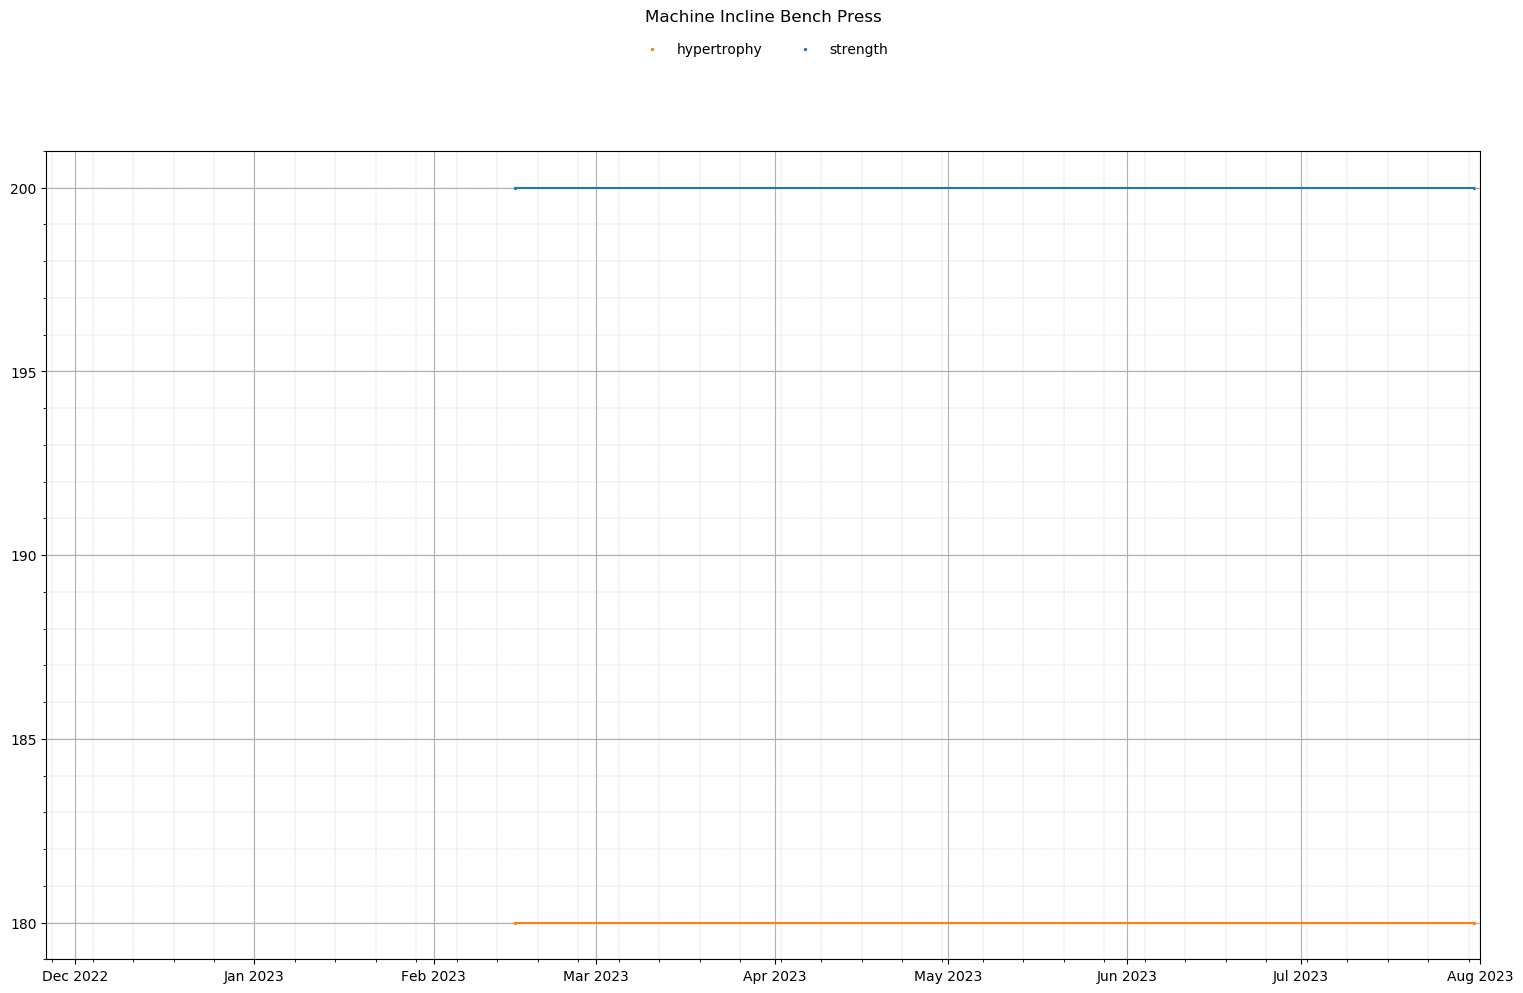 Machine Incline Bench Press
hypertrophy strength
200
195
190
185
180
Dec 2022 Jan 2023 Feb 2023 Mar 2023 Apr 2023 May 2023 Jun 2023 Jul 2023 Aug 2023